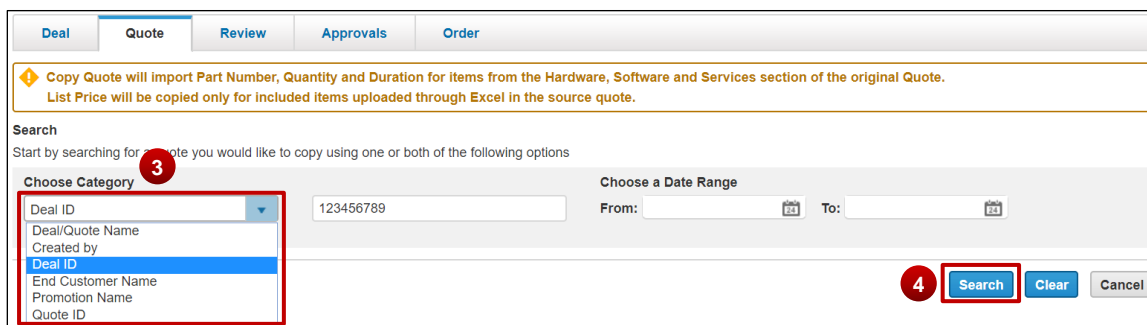 Deal Quote Review Approvals Order
Copy Quote will import Part Number, Quantity and Duration for items from the Hardware, Software and Services section of the original Quote.
List Price will be copied only for included items uploaded through Excel in the source quote.
Search
Start by searching for a quote you would like to copy using one or both of the following options
3
Choose Category Choose a Date Range
Deal ID 123456789 From: 24 To: 24
Deal/Quote Name
Created by
Deal ID
End Customer Name
Promotion Name
Quote ID
4 Search Clear Cancel